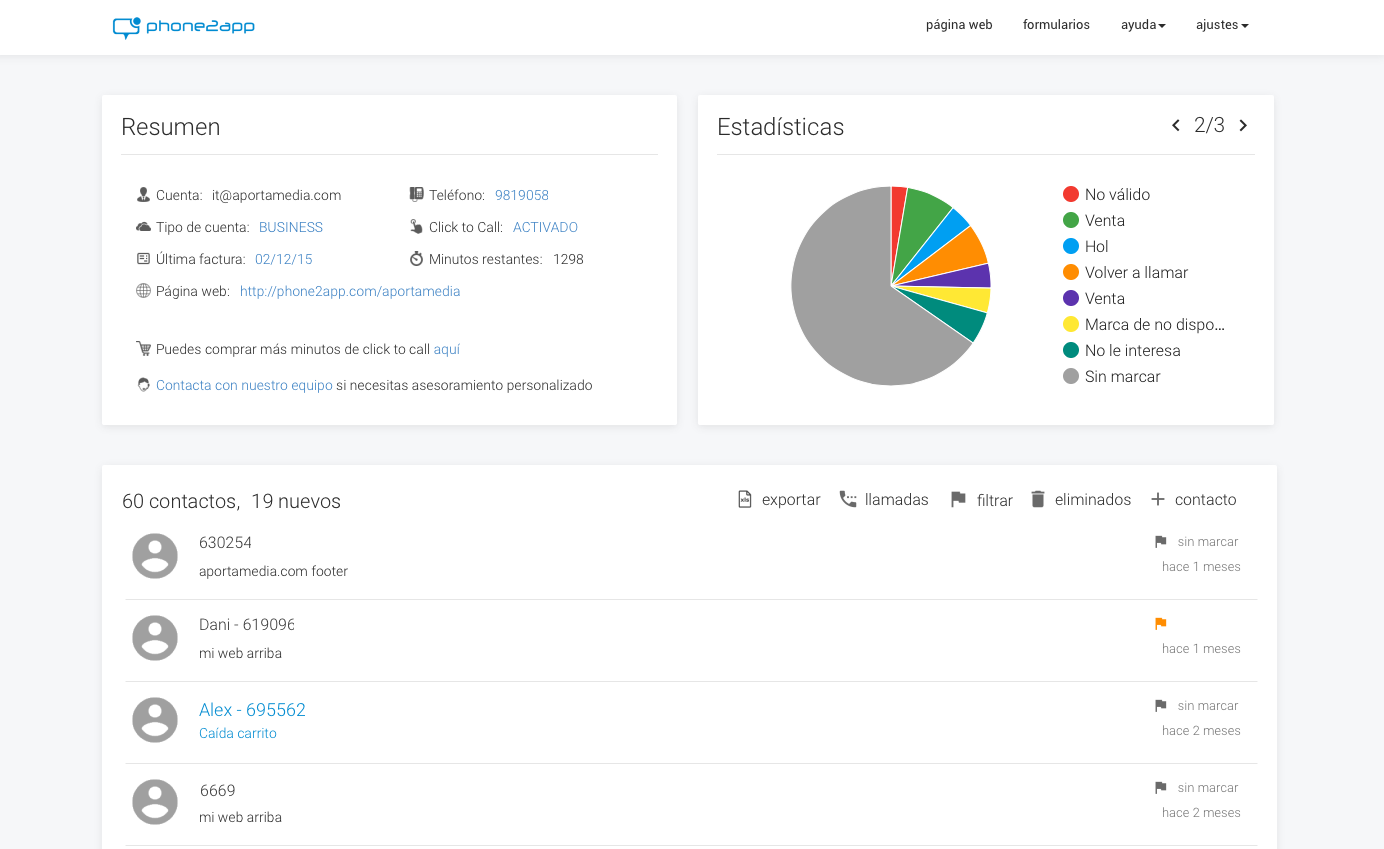 phone2app
página web formularios ayuda ajustes
Resumen
Cuenta: it@aportamedia.com
Teléfono: 9819058
Tipo de cuenta: BUSINESS
Click to Call: ACTIVADO
Última factura: 02/12/15
Minutos restantes: 1298
Página web: http://phone2app.com/aportamedia
Puedes comprar más minutos de click to call aquí
Contacta con nuestro equipo si necesitas asesoramiento personalizado
Estadísticas
2/3
No válido
Venta
Hol
Volver a llamar
Venta
Marca de no dispo...
No le interesa
Sin marcar
60 contactos, 19 nuevos
xls exportar llamadas filtrar eliminados contacto
630254
aportamedia.com footer
sin marcar
hace 1 meses
Dani - 619096
mi web arriba
hace 1 meses
Alex - 695562
Caída carrito
sin marcar
hace 2 meses
6669
mi web arriba
sin marcar
hace 2 meses